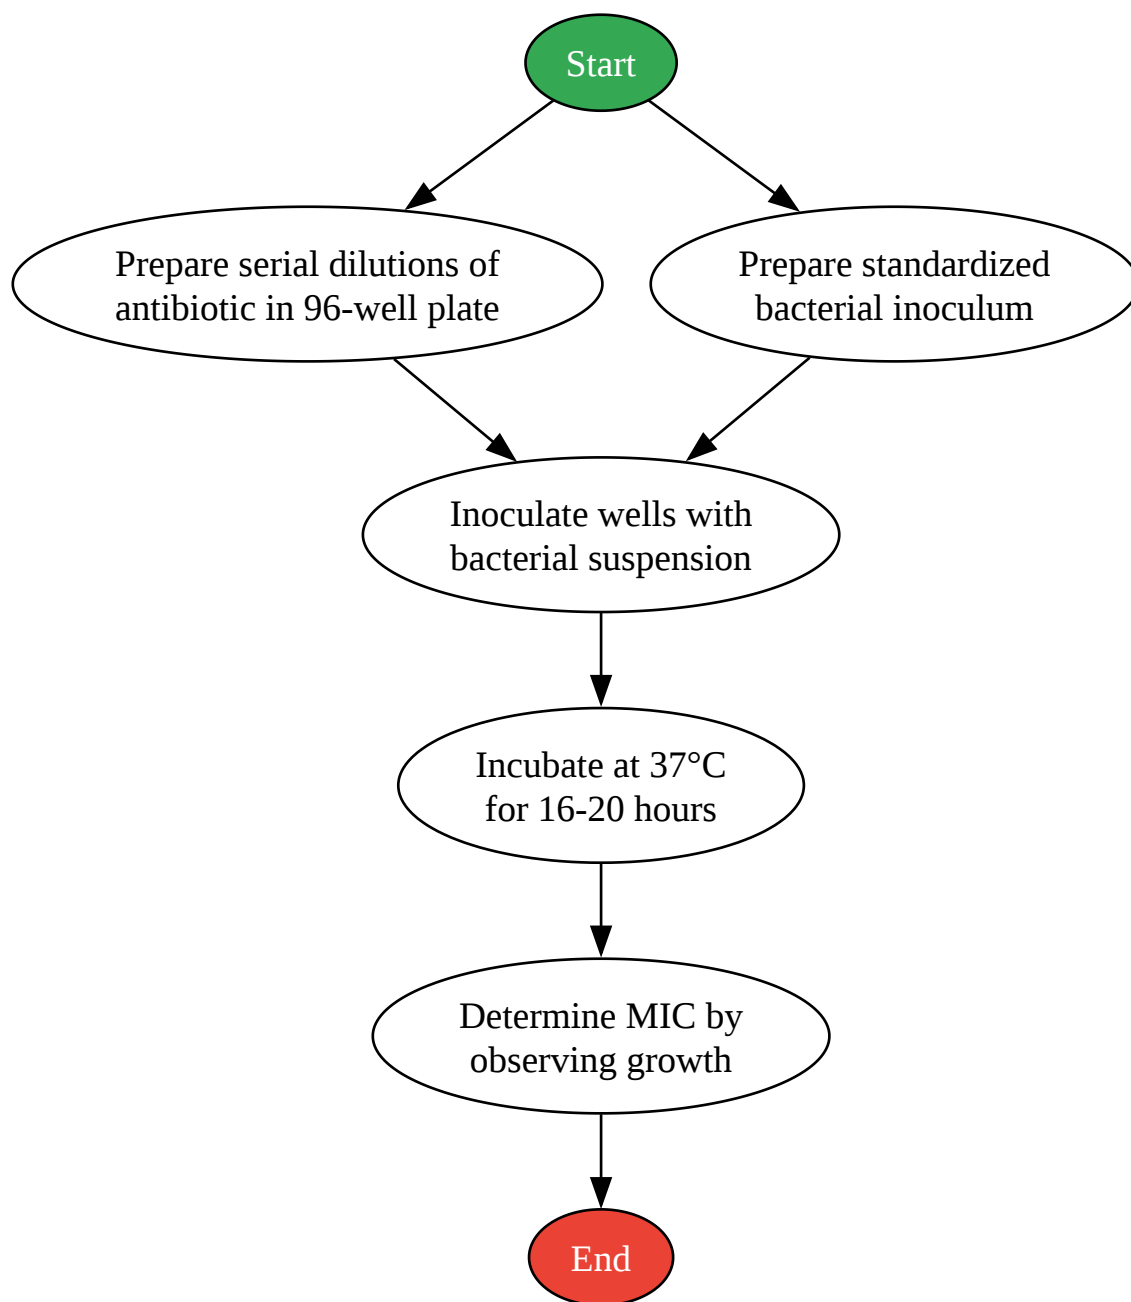 Start
Prepare serial dilutions of
antibiotic in 96-well plate
Prepare standardized
bacterial inoculum
Inoculate wells with
bacterial suspension
Incubate at 37°C
for 16-20 hours
Determine MIC by
observing growth
End